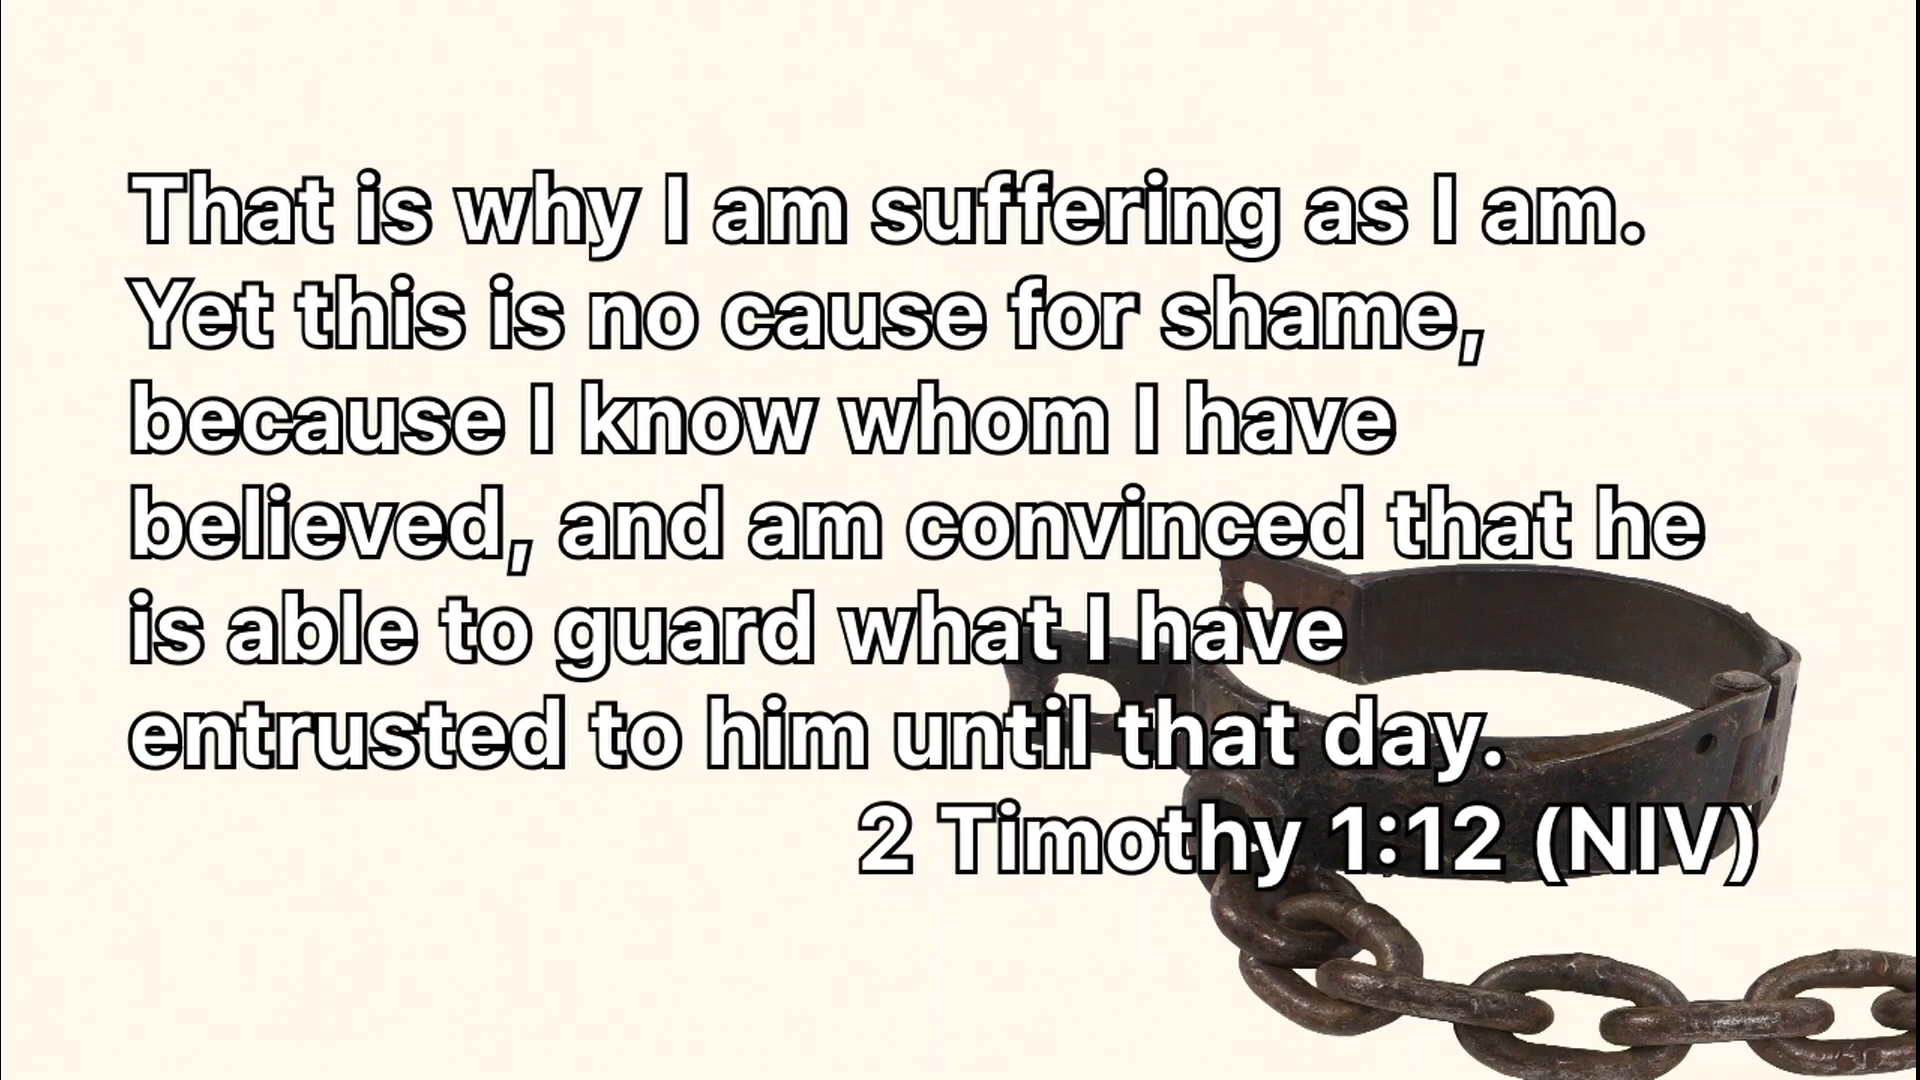 That is why I am suffering as I am.
Yet this is no cause for shame,
because I know whom I have
believed, and am convinced that he
is able to guard what I have
entrusted to him until that day.
2 Timothy 1:12 (NIV)